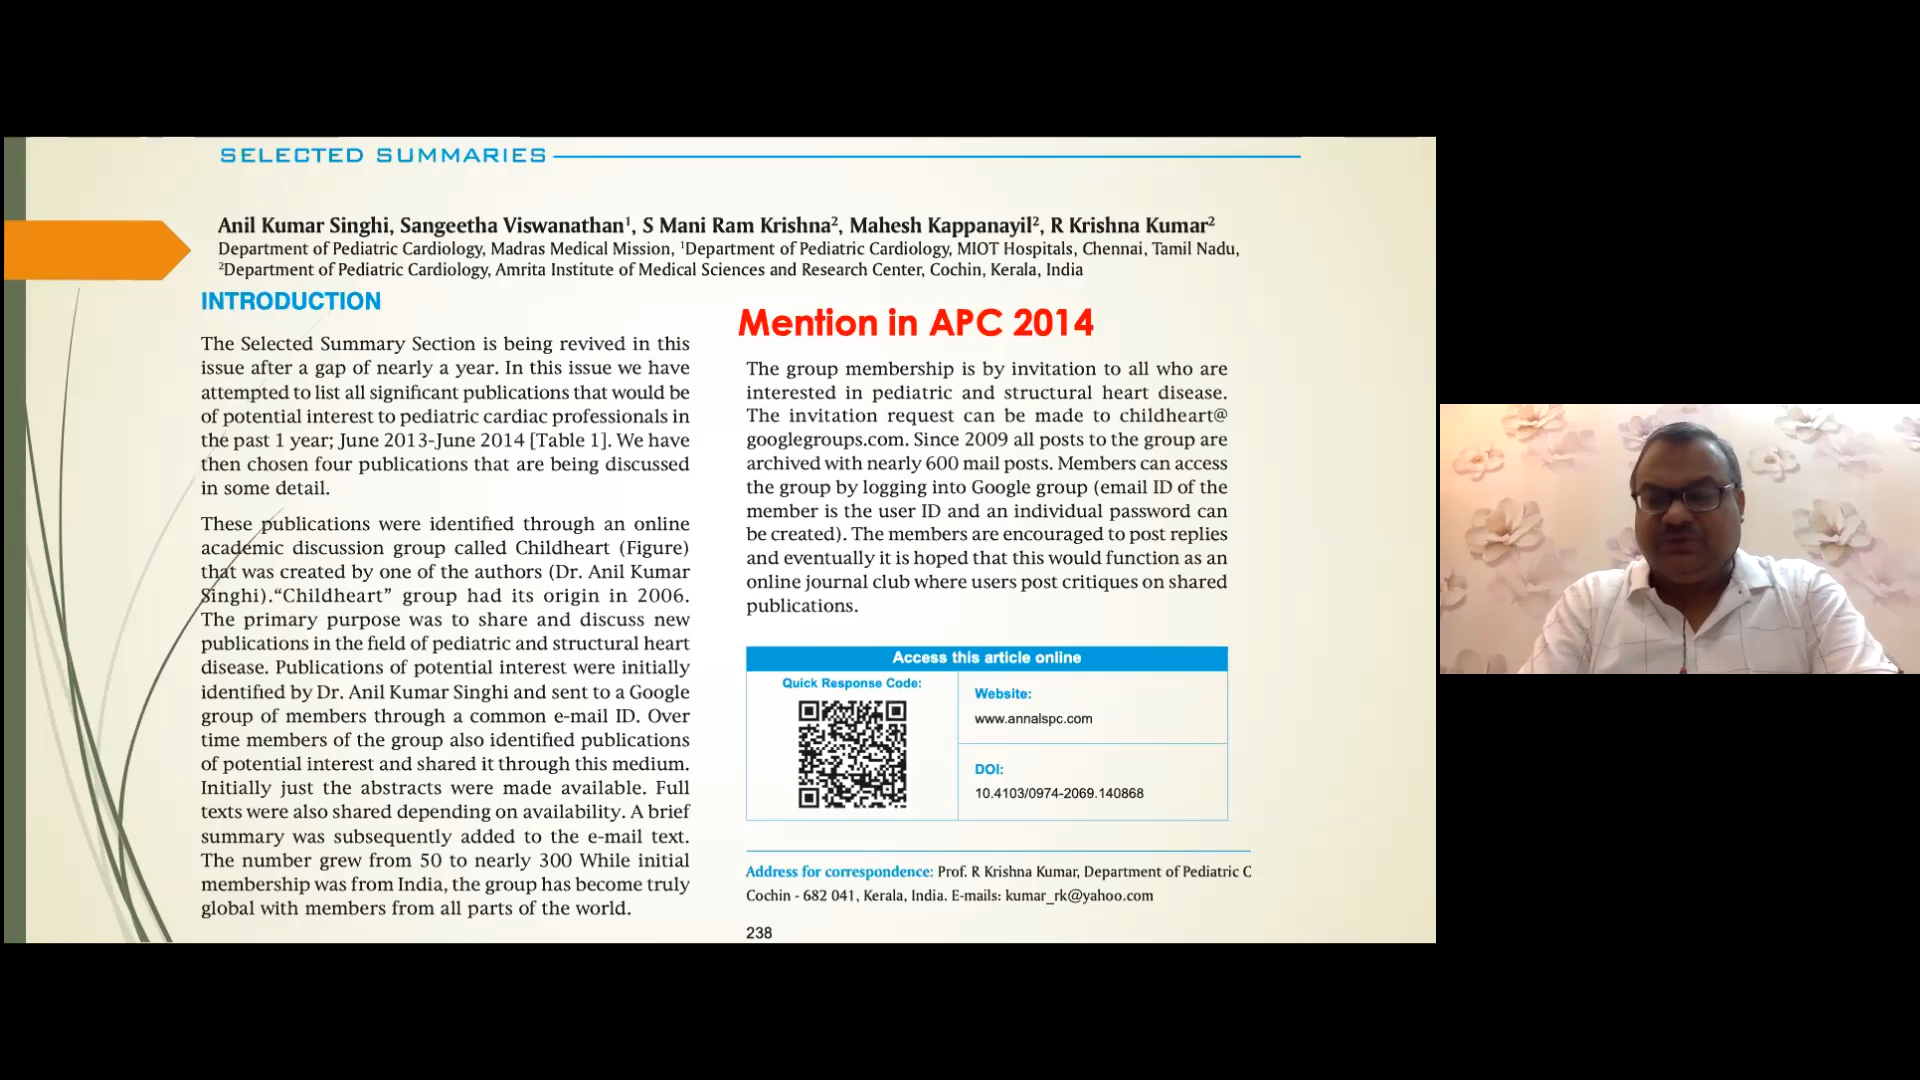 SELECTED SUMMARIES
Anil Kumar Singhi, Sangeetha Viswanathan¹, S Mani Ram Krishna², Mahesh Kappanayil², R Krishna Kumar²
Department of Pediatric Cardiology, Madras Medical Mission, ¹Department of Pediatric Cardiology, MIOT Hospitals, Chennai, Tamil Nadu,
²Department of Pediatric Cardiology, Amrita Institute of Medical Sciences and Research Center, Cochin, Kerala, India
INTRODUCTION
The Selected Summary Section is being revived in this
issue after a gap of nearly a year. In this issue we have
attempted to list all significant publications that would be
of potential interest to pediatric cardiac professionals in
the past 1 year; June 2013-June 2014 [Table 1]. We have
then chosen four publications that are being discussed
in some detail.
These publications were identified through an online
academic discussion group called Childheart (Figure)
that was created by one of the authors (Dr. Anil Kumar
Singhi).“Childheart” group had its origin in 2006.
The primary purpose was to share and discuss new
publications in the field of pediatric and structural heart
disease. Publications of potential interest were initially
identified by Dr. Anil Kumar Singhi and sent to a Google
group of members through a common e-mail ID. Over
time members of the group also identified publications
of potential interest and shared it through this medium.
Initially just the abstracts were made available. Full
texts were also shared depending on availability. A brief
summary was subsequently added to the e-mail text.
The number grew from 50 to nearly 300 While initial
membership was from India, the group has become truly
global with members from all parts of the world.
Mention in APC 2014
The group membership is by invitation to all who are
interested in pediatric and structural heart disease.
The invitation request can be made to childheart@
googlegroups.com. Since 2009 all posts to the group are
archived with nearly 600 mail posts. Members can access
the group by logging into Google group (email ID of the
member is the user ID and an individual password can
be created). The members are encouraged to post replies
and eventually it is hoped that this would function as an
online journal club where users post critiques on shared
publications.
Access this article online
Quick Response Code:
Website:
www.annalspc.com
DOI:
10.4103/0974-2069.140868
Address for correspondence: Prof. R Krishna Kumar, Department of Pediatric C
Cochin - 682 041, Kerala, India. E-mails: kumar_rk@yahoo.com
238